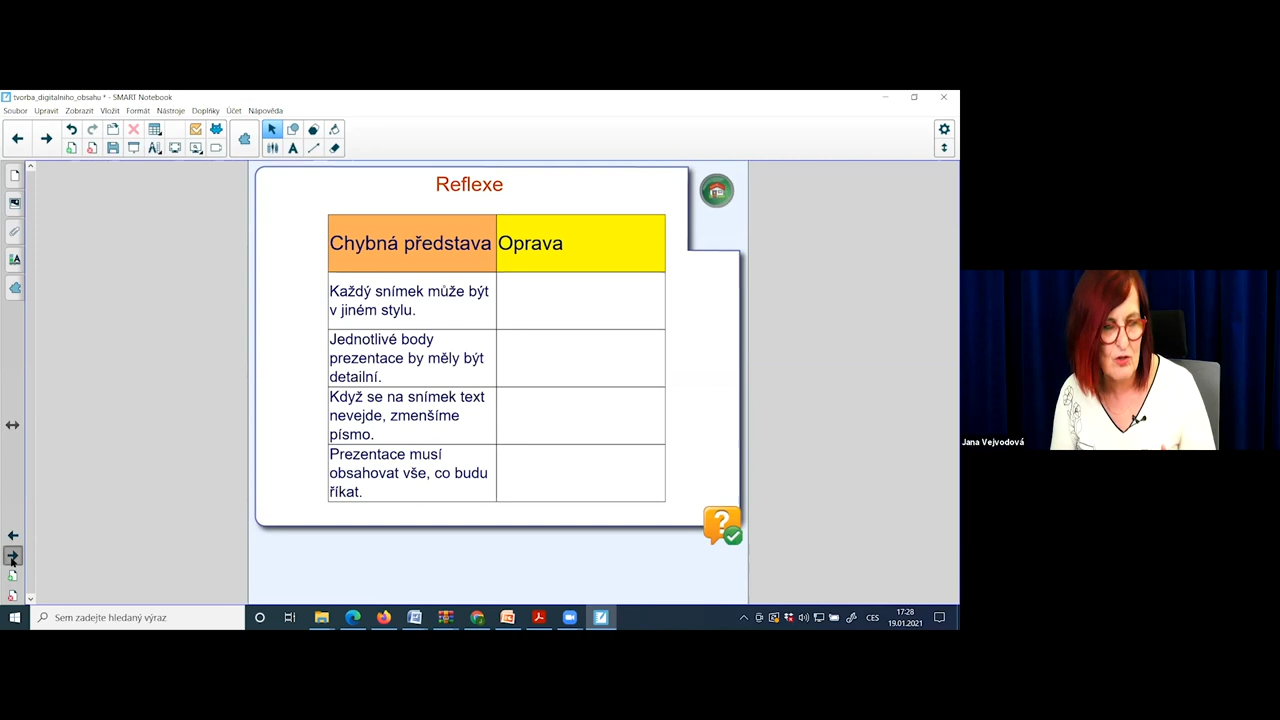 tvorba_digitalniho_obsahu * - SMART Notebook
Soubor Upravit Zobrazit Vložit Formát Nástroje Doplňky Účet Nápověda
Reflexe
Chybná představa Oprava
Každý snímek může být
v jiném stylu.
Jednotlivé body
prezentace by měly být
detailní.
Když se na snímek text
nevejde, zmenšíme
písmo.
Prezentace musí
obsahovat vše, co budu
říkat.
Jana Vejvodová
Sem zadejte hledaný výraz
CES
17:28
19.01.2021